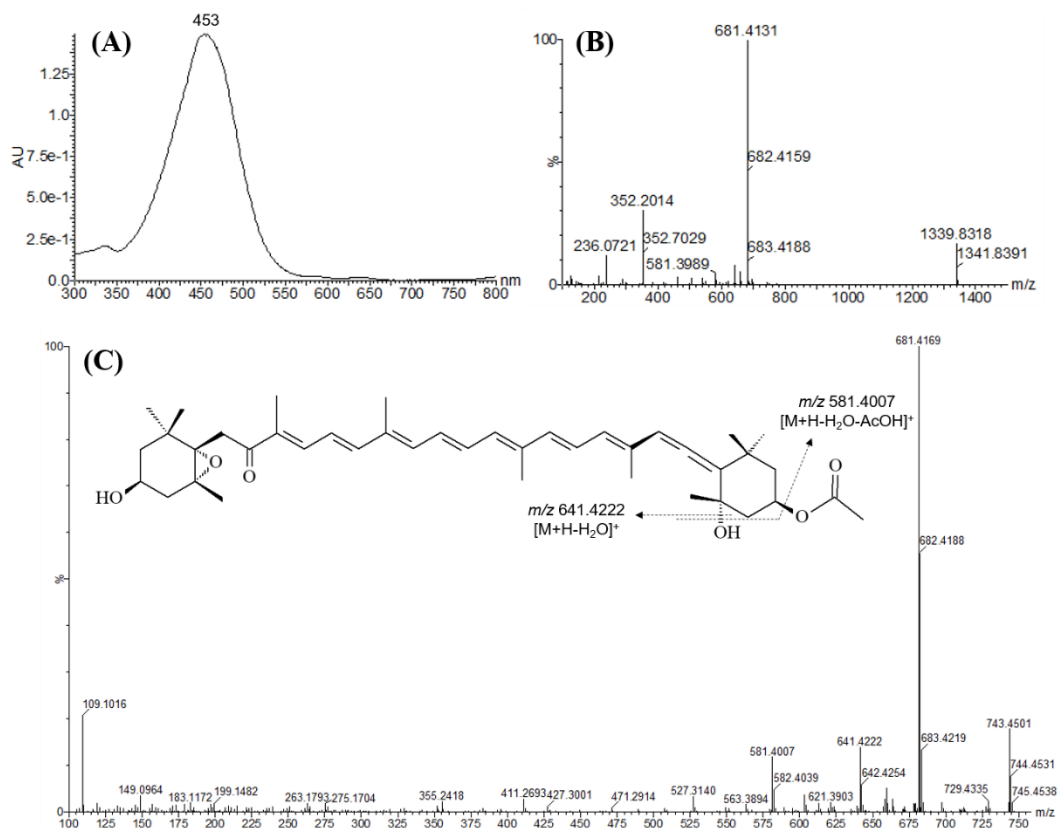 (A)
453
1.25
1.0
7.5e-1
5.0e-1
2.5e-1
0.0
AU
300 350 400 450 500 550 600 650 700 750 800 nm
(B)
100
%
0
681.4131
682.4159
683.4188
352.2014
352.7029
236.0721
581.3989
1339.8318
1341.8391
200 400 600 800 1000 1200 1400 m/z
(C)
100
%
0
681.4169
m/z 581.4007
[M+H-H2O-AcOH]+
HO
O
O
O
O
OH
m/z 641.4222
[M+H-H2O]+
682.4188
109.1016
743.4501
641.4222
683.4219
581.4007
744.4531
582.4039
642.4254
149.0964
183.1172
199.1482
263.1793
275.1704
355.2418
411.2693
427.3001
471.2914
527.3140
563.3894
621.3903
729.4335
745.4538
100 125 150 175 200 225 250 275 300 325 350 375 400 425 450 475 500 525 550 575 600 625 650 675 700 725 750 m/z